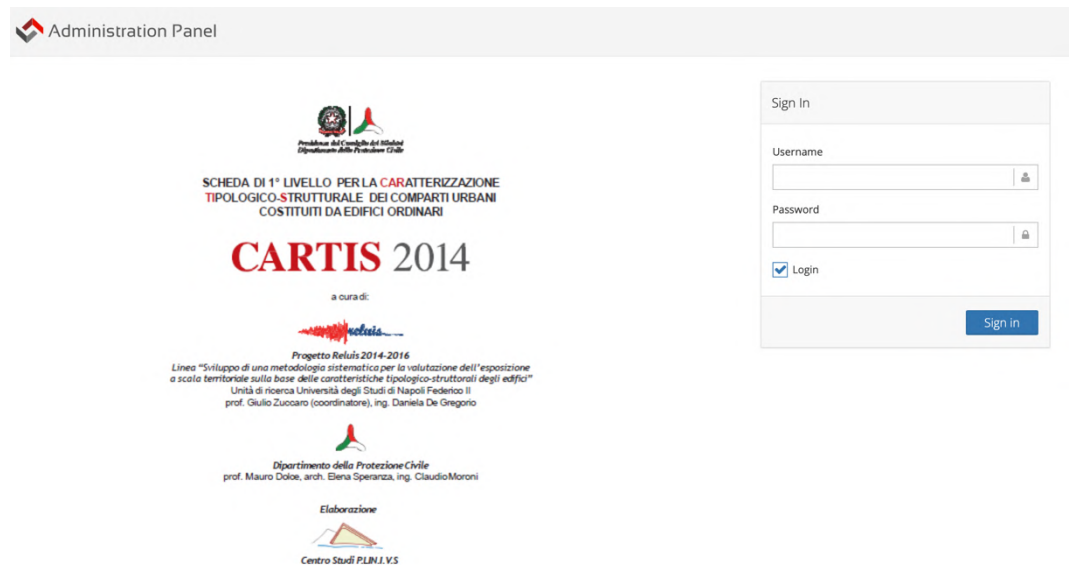 Administration Panel
Presidenza del Consiglio dei Ministri
Dipartimento della Protezione Civile
SCHEDA DI 1° LIVELLO PER LA CARATTERIZZAZIONE
TIPOLOGICO-STRUTTURALE DEI COMPARTI URBANI
COSTITUITI DA EDIFICI ORDINARI
CARTIS 2014
a cura di:
reluis
Progetto Reluis 2014-2016
Linea "Sviluppo di una metodologia sistematica per la valutazione dell'esposizione
a scala territoriale sulla base delle caratteristiche tipologico-struttorali degli edifici"
Unità di ricerca Università degli Studi di Napoli Federico II
prof. Giulio Zuccaro (coordinatore), ing. Daniela De Gregorio
Dipartimento della Protezione Civile
prof. Mauro Dolce, arch. Elena Speranza, ing. Claudio Moroni
Elaborazione
Centro Studi P.LIN.I.V.S
Sign In
Username
Password
Login
Sign in